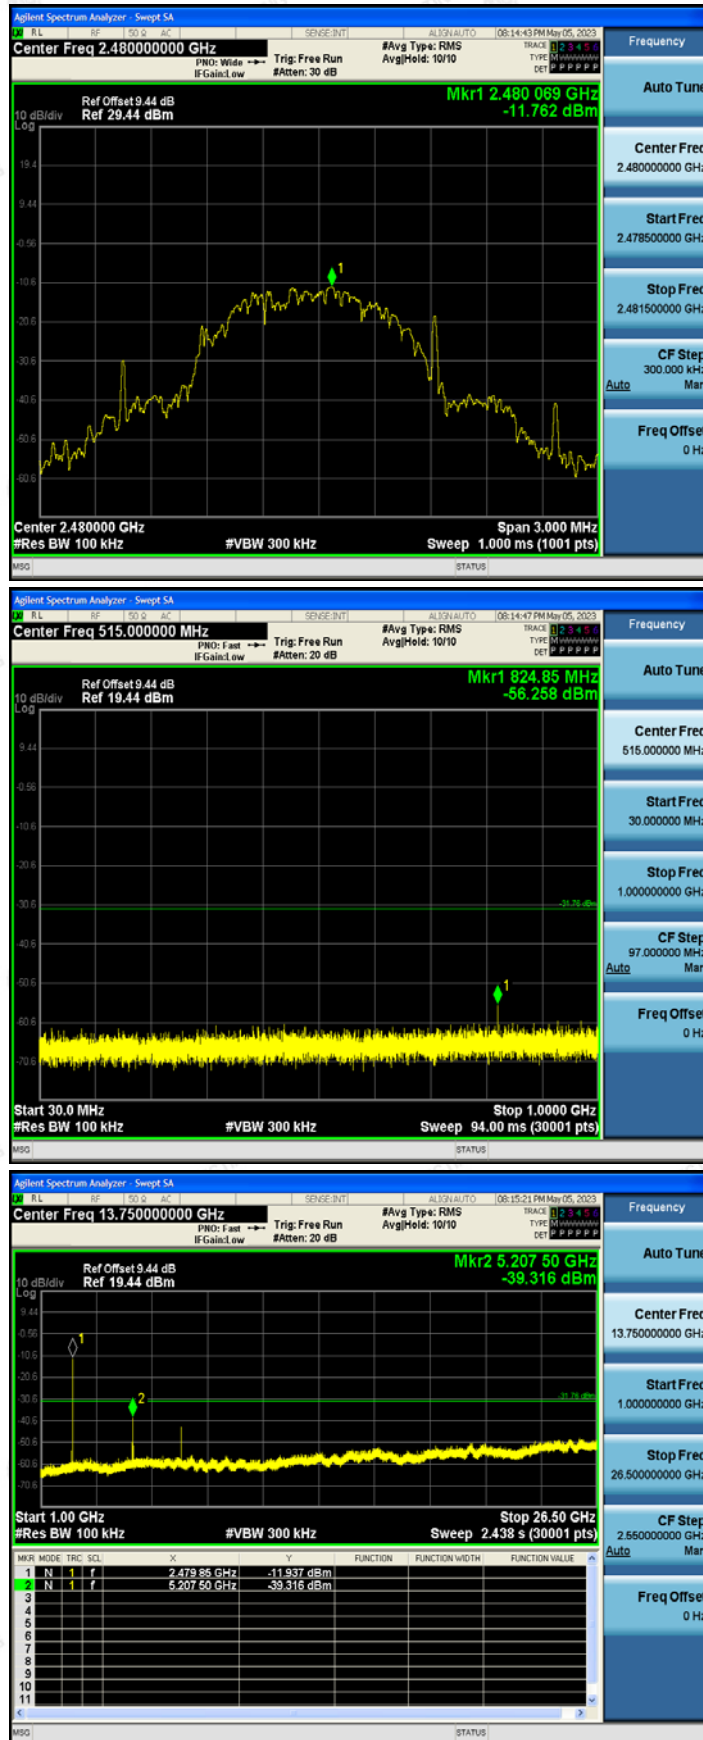 Agilent Spectrum Analyzer - Swept SA
RL RF 50 Ω AC SENSE:INT ALIGNAUTO 08:14:43 PM May 05, 2023
Center Freq 2.480000000 GHz #Avg Type: RMS TRACE 1 2 3 4 5 6 Frequency
PNO: Wide Trig: Free Run Avg|Hold: 10/10 TYPE M
IFGain:Low #Atten: 30 dB DET P P P P P P
Auto Tune
Mkr1 2.480 069 GHz
Ref Offset 9.44 dB
10 dB/div Ref 29.44 dBm -11.762 dBm
Log
Center Freq
2.480000000 GHz
19.4
9.44
Start Freq
2.478500000 GHz
-0.56
1
-10.6
Stop Freq
2.481500000 GHz
-20.6
-30.6
CF Step
300.000 kHz
Auto Man
-40.6
Freq Offset
0 Hz
-50.6
-60.6
Center 2.480000 GHz Span 3.000 MHz
#Res BW 100 kHz #VBW 300 kHz Sweep 1.000 ms (1001 pts)
MSG STATUS
Agilent Spectrum Analyzer - Swept SA
RL RF 50 Ω AC SENSE:INT ALIGNAUTO 08:14:47 PM May 05, 2023
Center Freq 515.000000 MHz #Avg Type: RMS TRACE 1 2 3 4 5 6 Frequency
PNO: Fast Trig: Free Run Avg|Hold: 10/10 TYPE M
IFGain:Low #Atten: 20 dB DET P P P P P P
Auto Tune
Mkr1 824.85 MHz
Ref Offset 9.44 dB
10 dB/div Ref 19.44 dBm -56.258 dBm
Log
Center Freq
515.000000 MHz
9.44
-0.56
Start Freq
30.000000 MHz
-10.6
-20.6
Stop Freq
1.000000000 GHz
-30.6
-31.76 dBm
-40.6
CF Step
97.000000 MHz
Auto Man
-50.6
1
Freq Offset
0 Hz
-60.6
-70.6
Start 30.0 MHz Stop 1.0000 GHz
#Res BW 100 kHz #VBW 300 kHz Sweep 94.00 ms (30001 pts)
MSG STATUS
Agilent Spectrum Analyzer - Swept SA
RL RF 50 Ω AC SENSE:INT ALIGNAUTO 08:15:21 PM May 05, 2023
Center Freq 13.750000000 GHz #Avg Type: RMS TRACE 1 2 3 4 5 6 Frequency
PNO: Fast Trig: Free Run Avg|Hold: 10/10 TYPE M
IFGain:Low #Atten: 20 dB DET P P P P P P
Auto Tune
Mkr2 5.207 50 GHz
Ref Offset 9.44 dB
10 dB/div Ref 19.44 dBm -39.316 dBm
Log
9.44
Center Freq
13.750000000 GHz
-0.56
1
-10.6
-20.6
Start Freq
1.000000000 GHz
-30.6
2
-31.76 dBm
-40.6
-50.6
Stop Freq
26.500000000 GHz
-60.6
-70.6
Start 1.00 GHz Stop 26.50 GHz
#Res BW 100 kHz #VBW 300 kHz Sweep 2.438 s (30001 pts)
CF Step
2.550000000 GHz
Auto Man
MKR MODE TRC SCL X Y FUNCTION FUNCTION WIDTH FUNCTION VALUE
1 N 1 f 2.479 85 GHz -11.937 dBm
2 N 1 f 5.207 50 GHz -39.316 dBm
3
4
Freq Offset
0 Hz
5
6
7
8
9
10
11
MSG STATUS